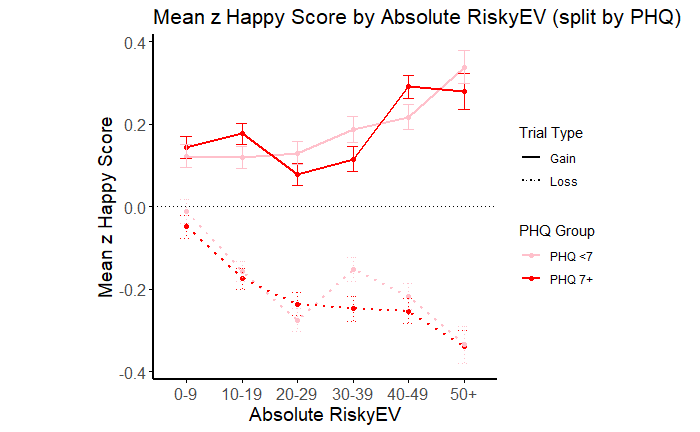 Mean z Happy Score by Absolute RiskyEV (split by PHQ)
Mean z Happy Score
0.4
0.2
0.0
-0.2
-0.4
0-9
10-19
20-29
30-39
40-49
50+
Absolute RiskyEV
Trial Type
Gain
Loss
PHQ Group
PHQ <7
PHQ 7+